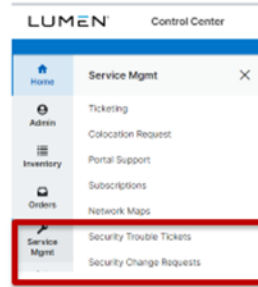 LUMEN Control Center
Home
Service Mgmt
Admin
Ticketing
Colocation Request
Inventory
Portal Support
Subscriptions
Orders
Network Maps
Service Mgmt
Security Trouble Tickets
Security Change Requests